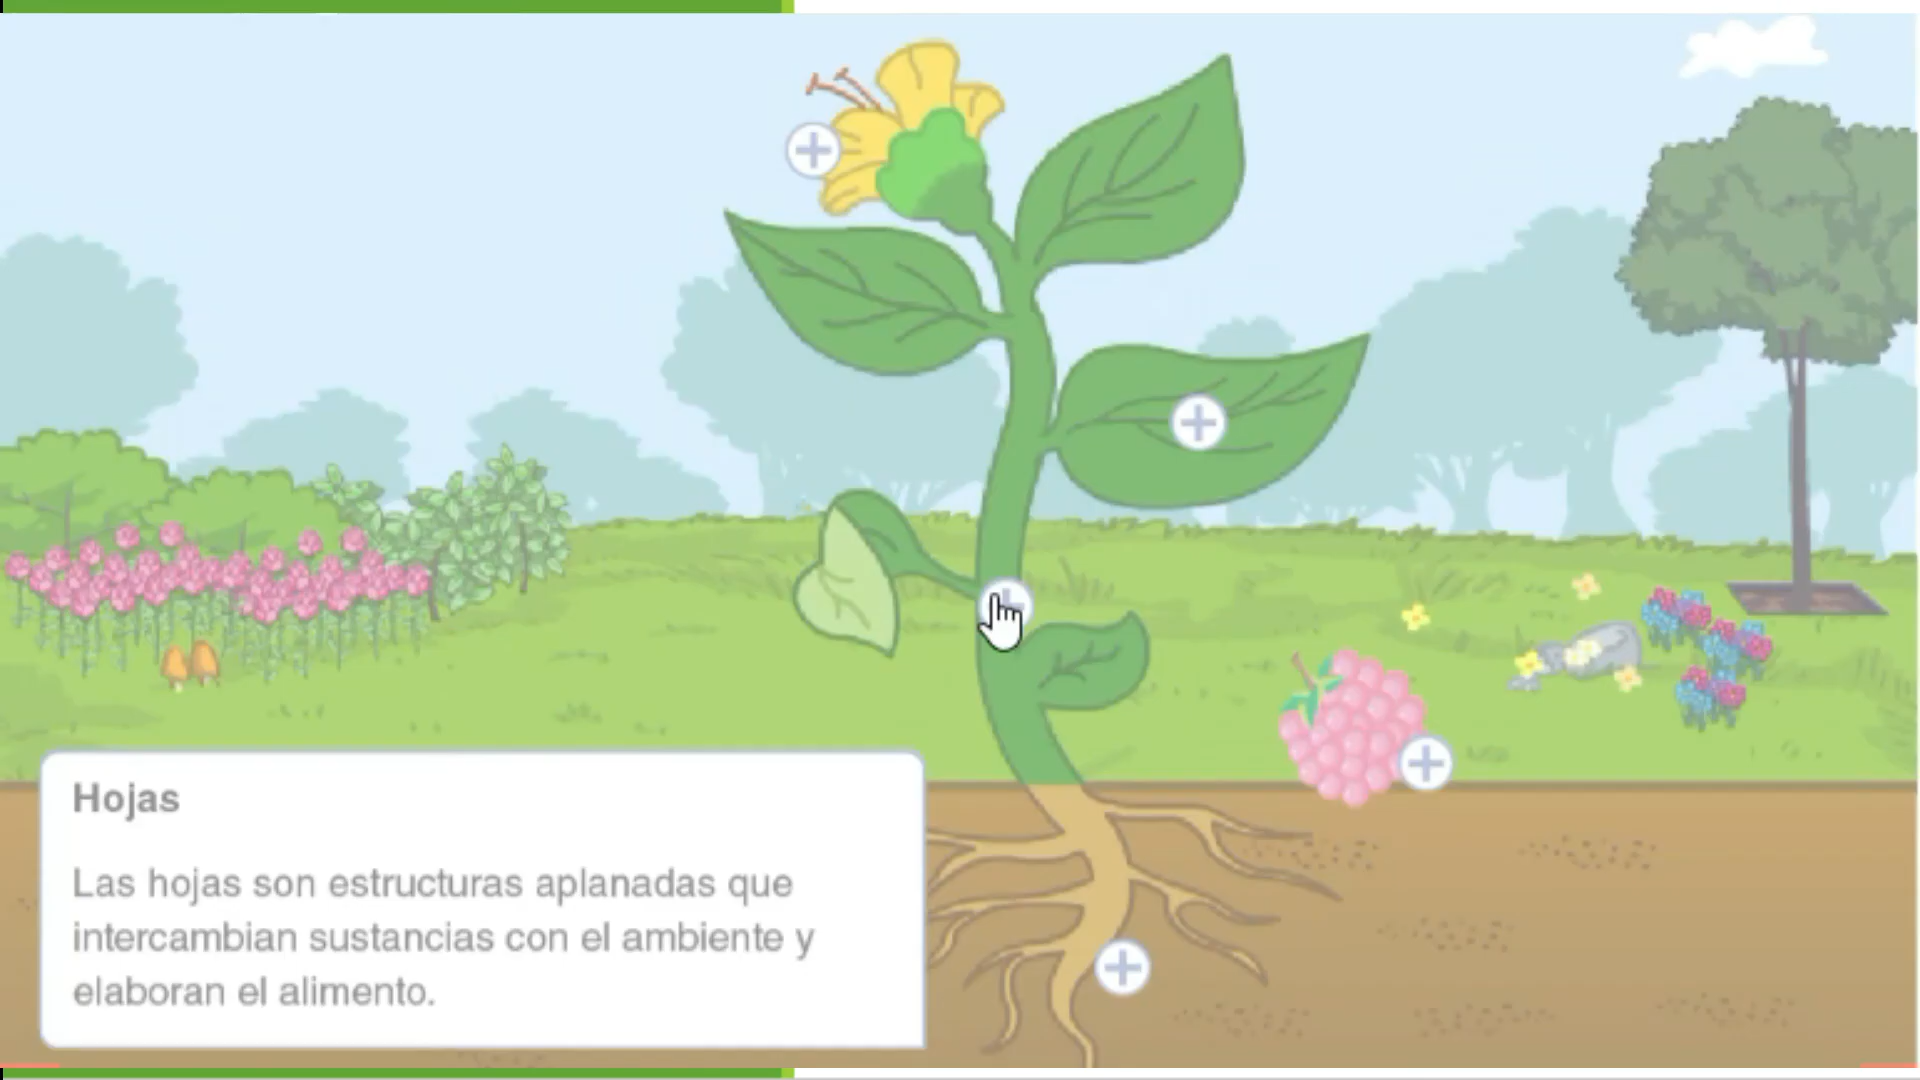 Hojas
Las hojas son estructuras aplanadas que
intercambian sustancias con el ambiente y
elaboran el alimento.